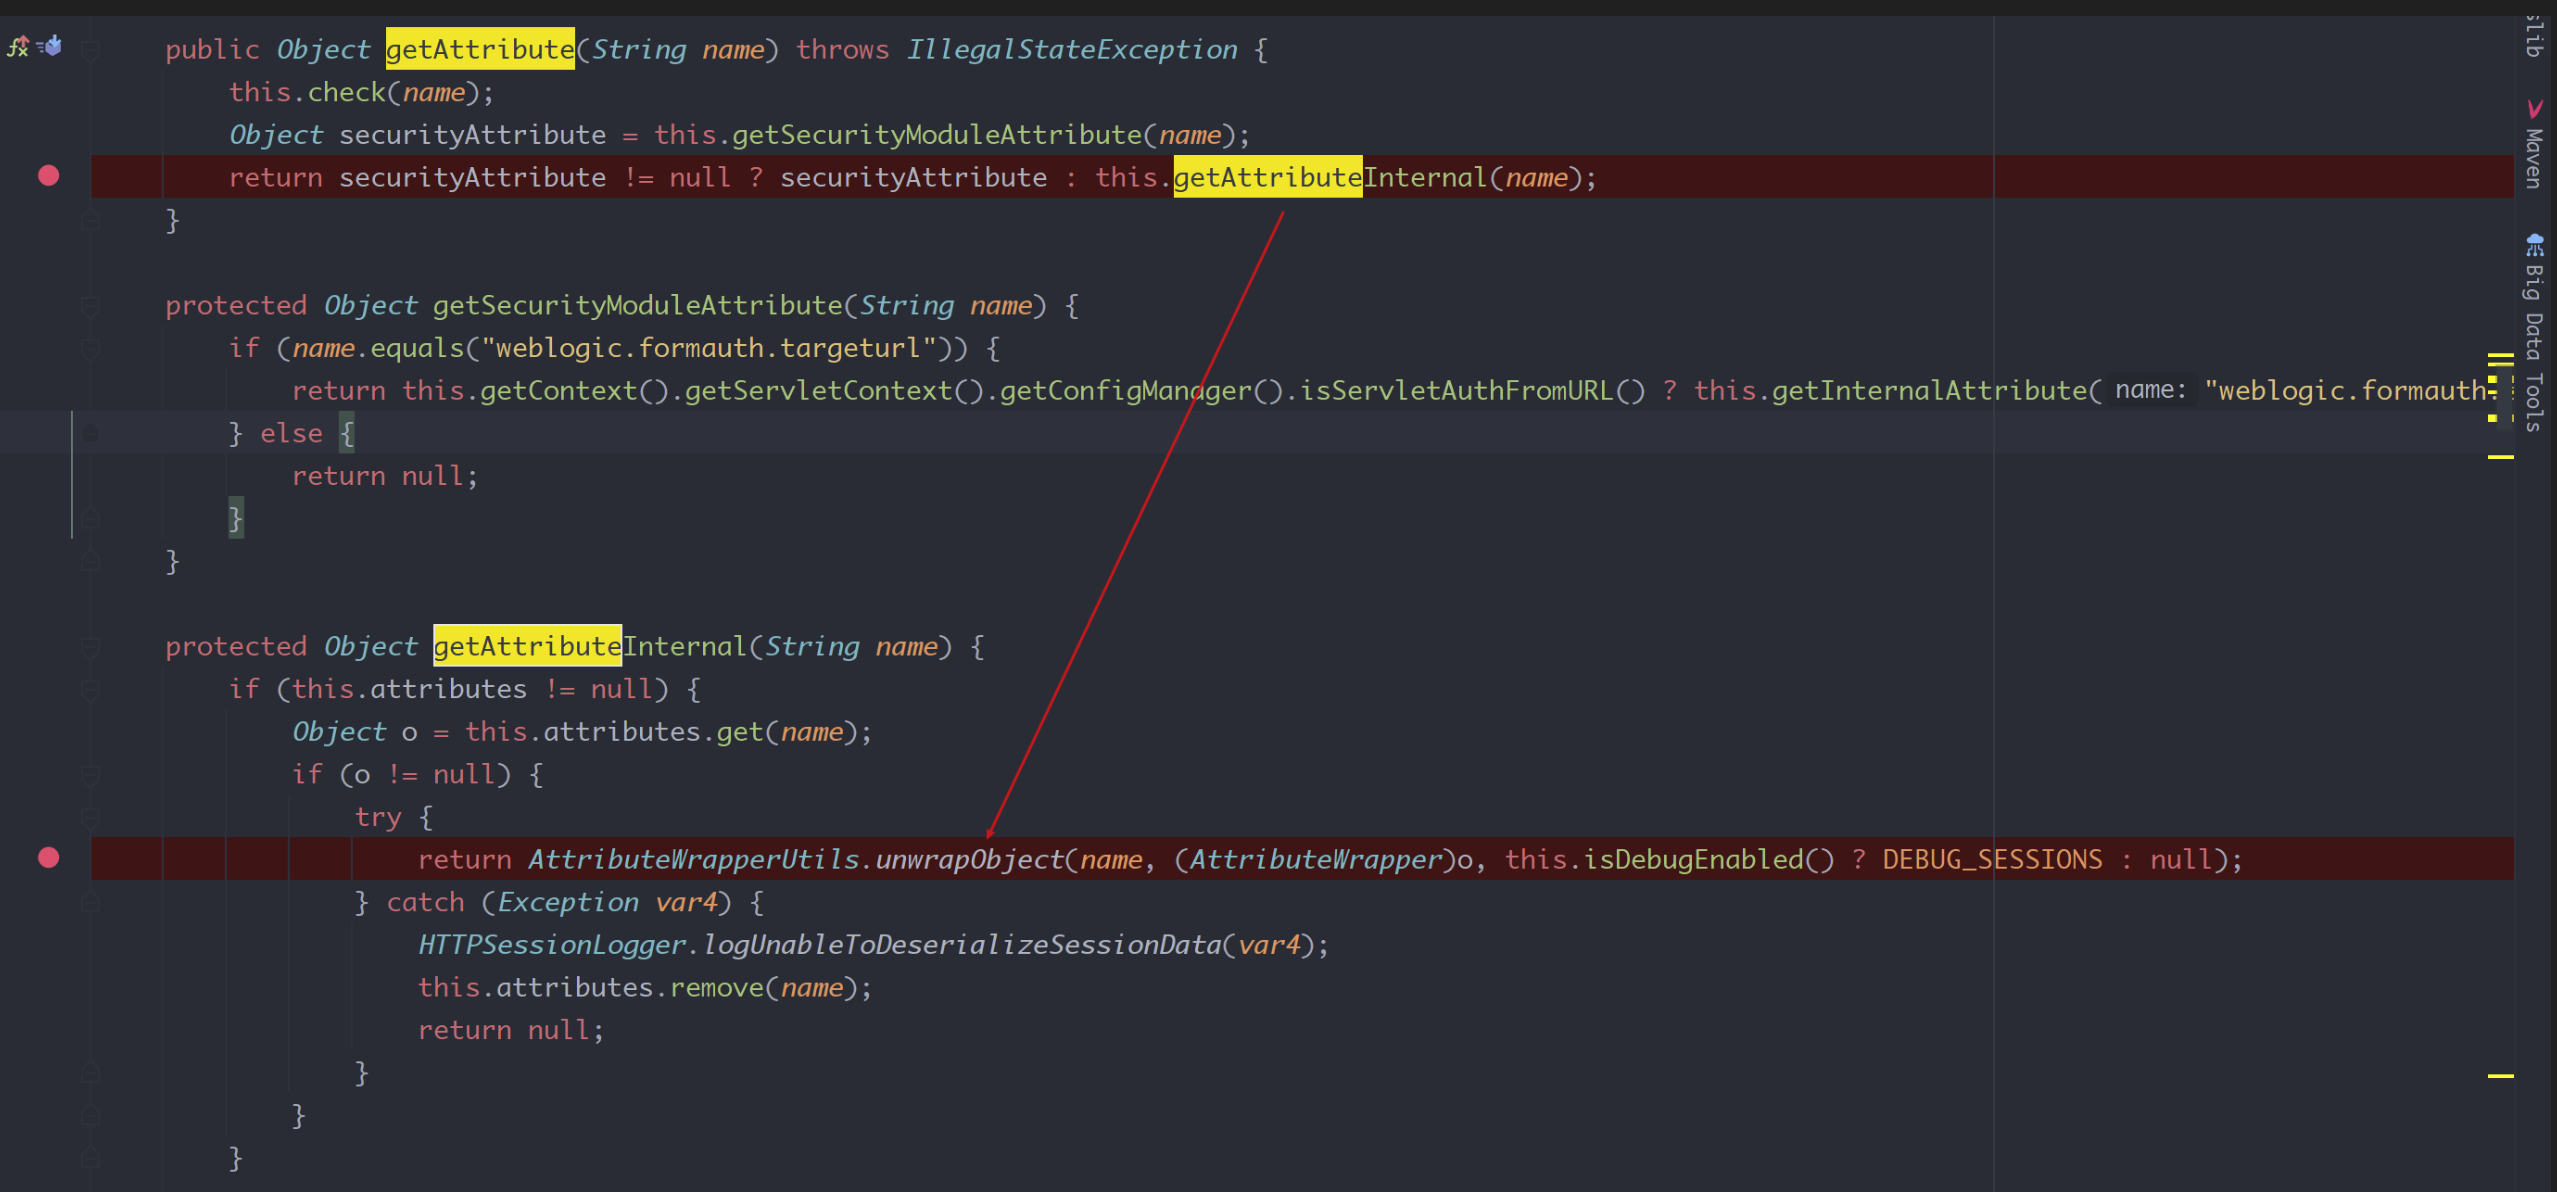 public Object getAttribute(String name) throws IllegalStateException {
this.check(name);
Object securityAttribute = this.getSecurityModuleAttribute(name);
return securityAttribute != null ? securityAttribute : this.getAttributeInternal(name);
}
protected Object getSecurityModuleAttribute(String name) {
if (name.equals("weblogic.formauth.targeturl")) {
return this.getContext().getServletContext().getConfigManager().isServletAuthFromURL() ? this.getInternalAttribute( name: "weblogic.formauth.
} else {
return null;
}
}
protected Object getAttributeInternal(String name) {
if (this.attributes != null) {
Object o = this.attributes.get(name);
if (o != null) {
try {
return AttributeWrapperUtils.unwrapObject(name, (AttributeWrapper)o, this.isDebugEnabled() ? DEBUG_SESSIONS : null);
} catch (Exception var4) {
HTTPSessionLogger.logUnableToDeserializeSessionData(var4);
this.attributes.remove(name);
return null;
}
}
}
slib
Maven
Big Data Tools